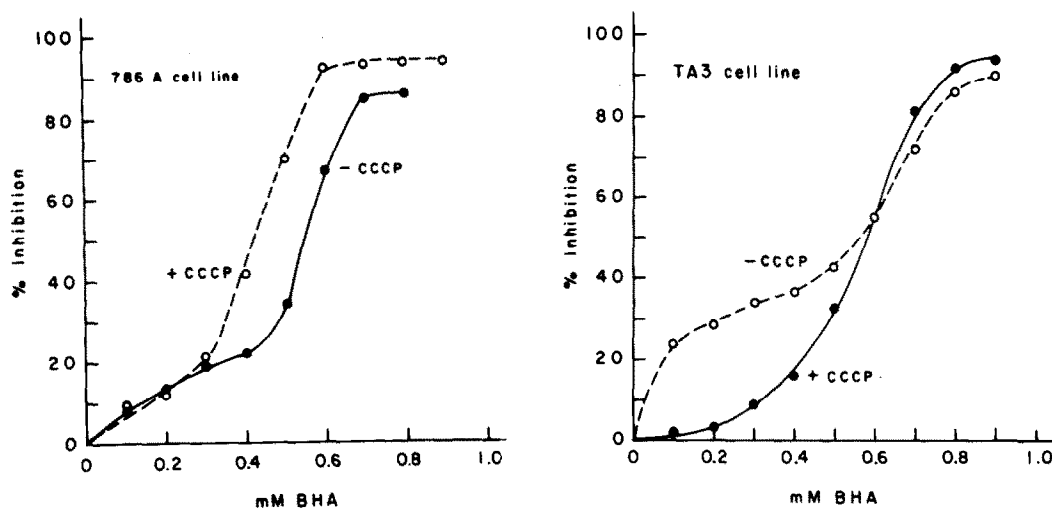 100
80
60
40
20
0
% Inhibition
786 A cell line
+ CCCP
- CCCP
0 0.2 0.4 0.6 0.8 1.0
mM BHA
100
80
60
40
20
0
% Inhibition
TA3 cell line
- CCCP
+ CCCP
0 0.2 0.4 0.6 0.8 1.0
mM BHA